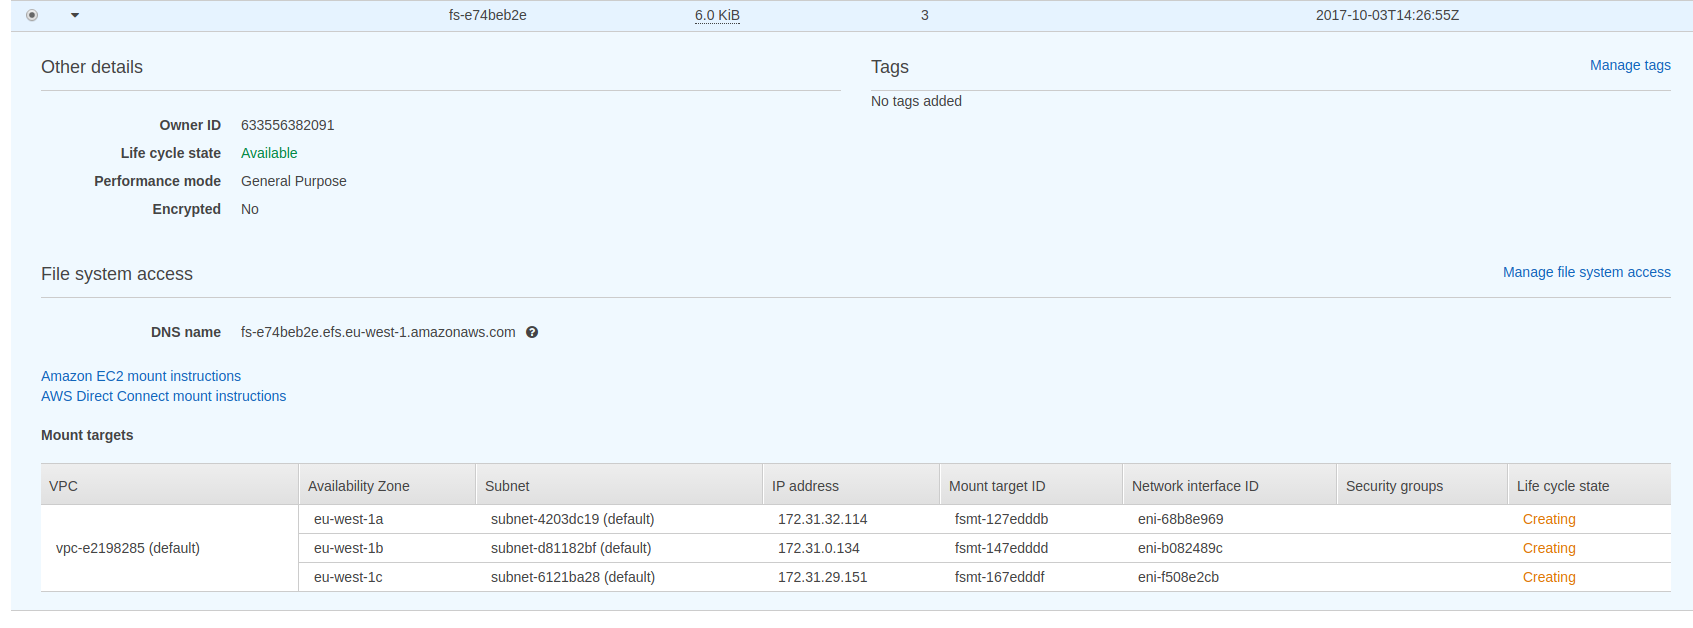 fs-e74beb2e 6.0 KiB 3 2017-10-03T14:26:55Z
Other details
Tags Manage tags
No tags added
Owner ID 633556382091
Life cycle state Available
Performance mode General Purpose
Encrypted No
File system access Manage file system access
DNS name fs-e74beb2e.efs.eu-west-1.amazonaws.com
Amazon EC2 mount instructions
AWS Direct Connect mount instructions
Mount targets
VPC Availability Zone Subnet IP address Mount target ID Network interface ID Security groups Life cycle state
vpc-e2198285 (default)
eu-west-1a subnet-4203dc19 (default) 172.31.32.114 fsmt-127edddb eni-68b8e969 Creating
eu-west-1b subnet-d81182bf (default) 172.31.0.134 fsmt-147edddd eni-b082489c Creating
eu-west-1c subnet-6121ba28 (default) 172.31.29.151 fsmt-167edddf eni-f508e2cb Creating